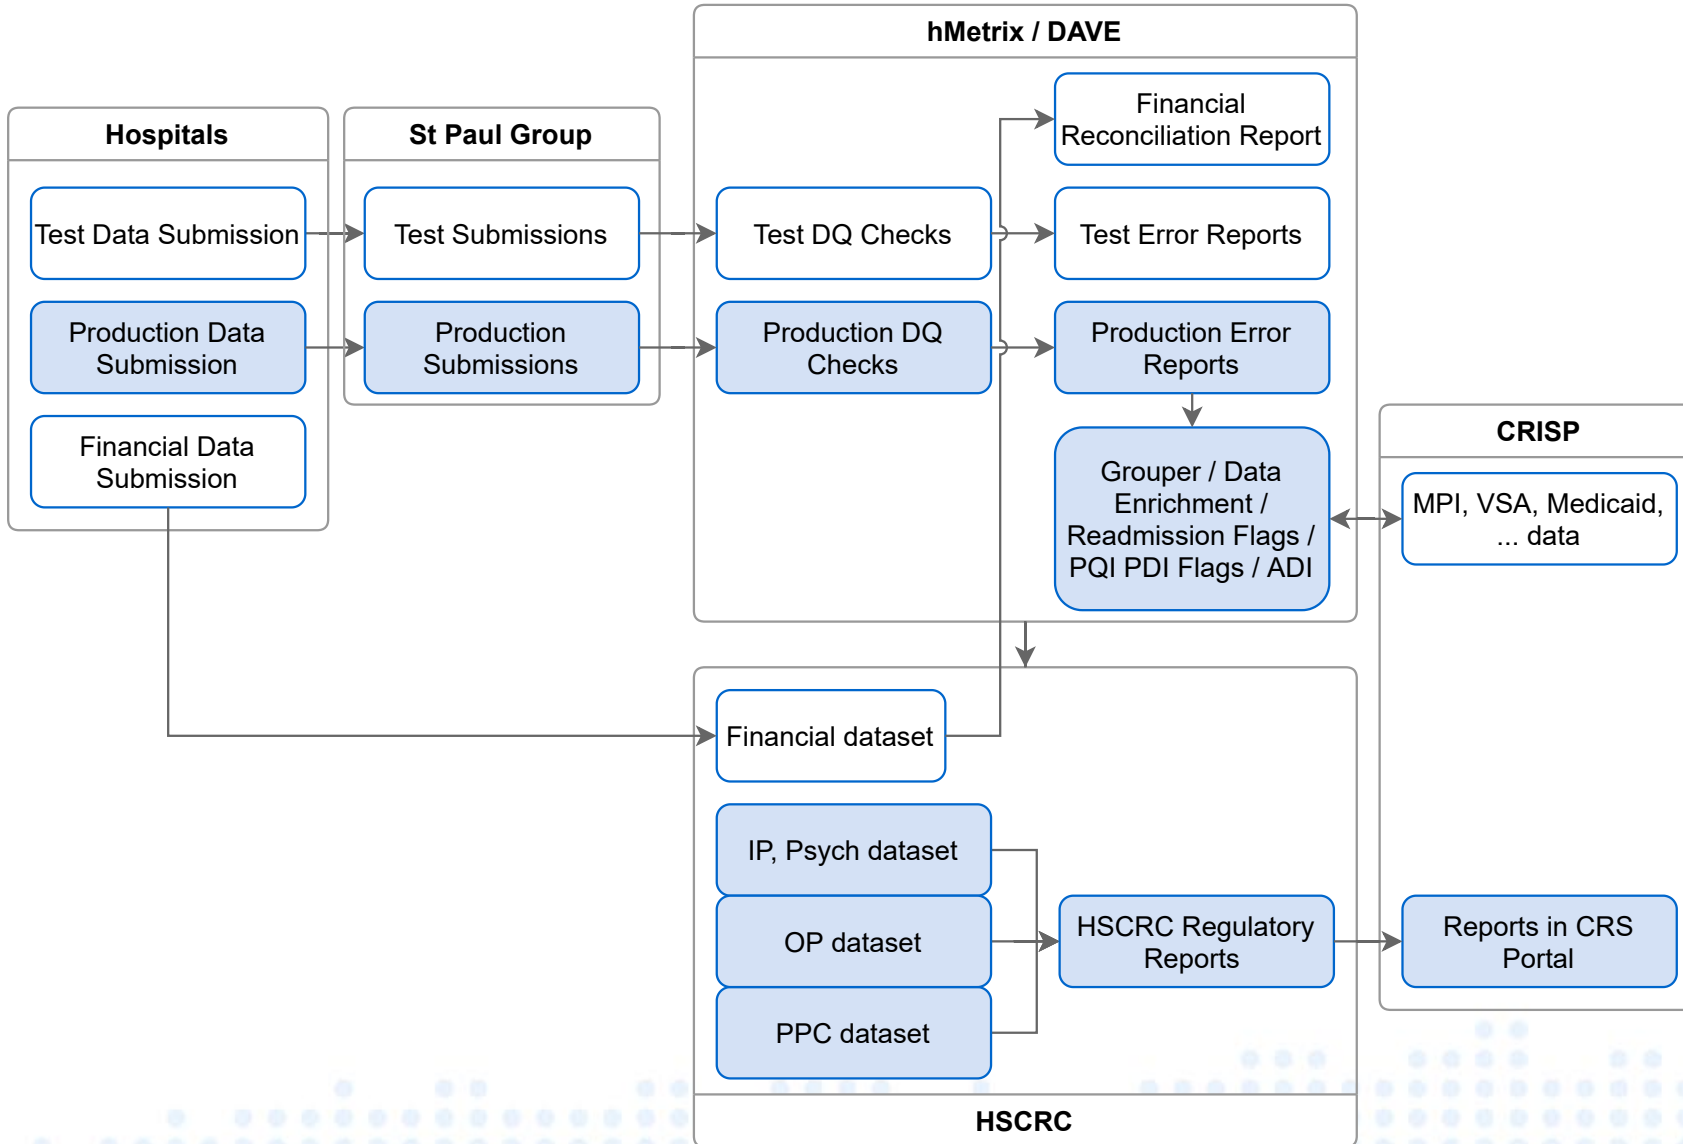 hMetrix / DAVE
Hospitals
Test Data Submission
Production Data
Submission
Financial Data
Submission
St Paul Group
Test Submissions
Production
Submissions
Test DQ Checks
Production DQ
Checks
Financial
Reconciliation Report
Test Error Reports
Production Error
Reports
Grouper / Data
Enrichment /
Readmission Flags /
PQI PDI Flags / ADI
CRISP
MPI, VSA, Medicaid,
... data
Financial dataset
IP, Psych dataset
OP dataset
PPC dataset
HSCRC Regulatory
Reports
Reports in CRS
Portal
HSCRC